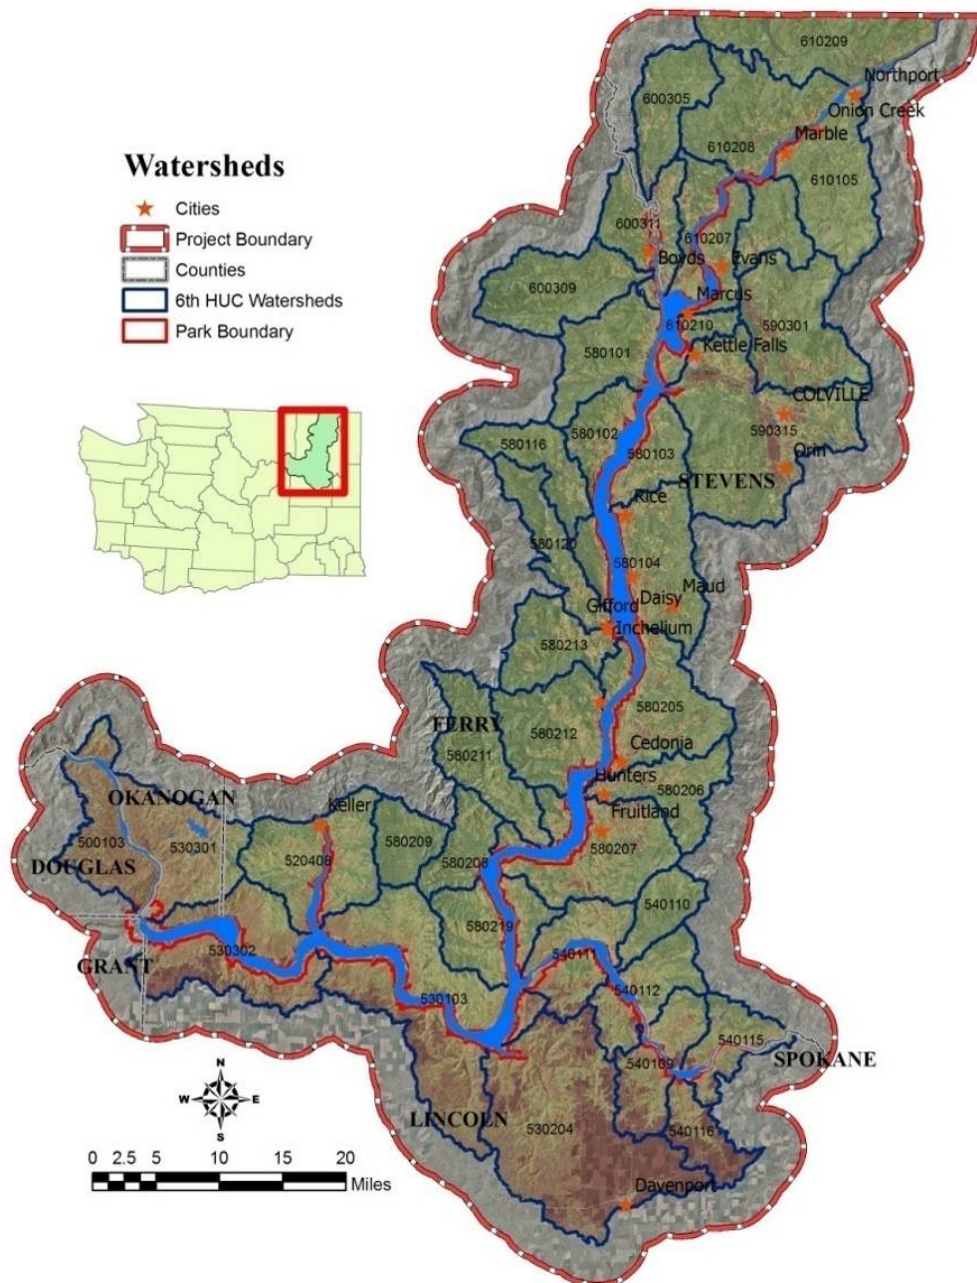 610209
Northport
600305
Onion Creek
Marble
610208
610105
Watersheds
Cities
Project Boundary
Counties
6th HUC Watersheds
Park Boundary
600311
610207
Boyds
Evans
600309
Marcus
610210
590301
580101
Kettle Falls
COLVILLE
580102
590315
580116
580103
Orin
STEVENS
Rice
580120
580104
Daisy
Maud
Gifford
Inchelium
580213
580205
FERRY
580212
580211
Cedonia
Hunters
580206
OKANOGAN
Keller
Fruitland
500103
530301
520408
580209
580208
580207
DOUGLAS
540110
580219
530302
540111
GRANT
540112
530103
540115
540109
SPOKANE
N
W E
S
LINCOLN
530204
540116
0 2.5 5 10 15 20
Miles
Davenport